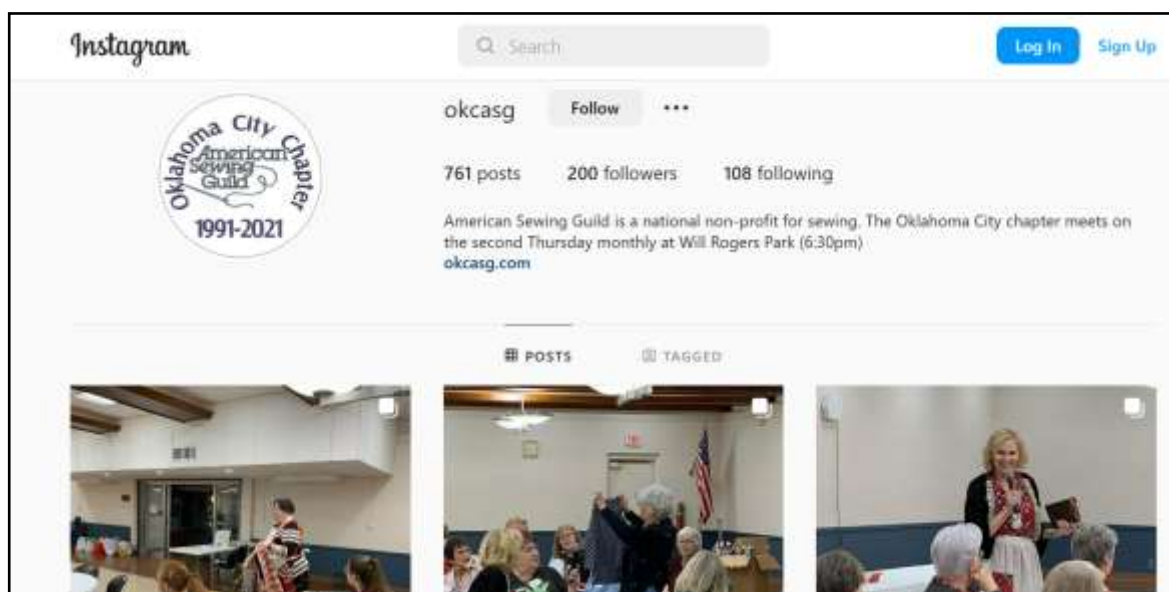 Instagram
Search
Log In
Sign Up
Oklahoma City Chapter
American
Sewing
Guild
1991-2021
okcasg
Follow
761 posts
200 followers
108 following
American Sewing Guild is a national non-profit for sewing. The Oklahoma City chapter meets on
the second Thursday monthly at Will Rogers Park (6:30pm)
okcasg.com
POSTS
TAGGED